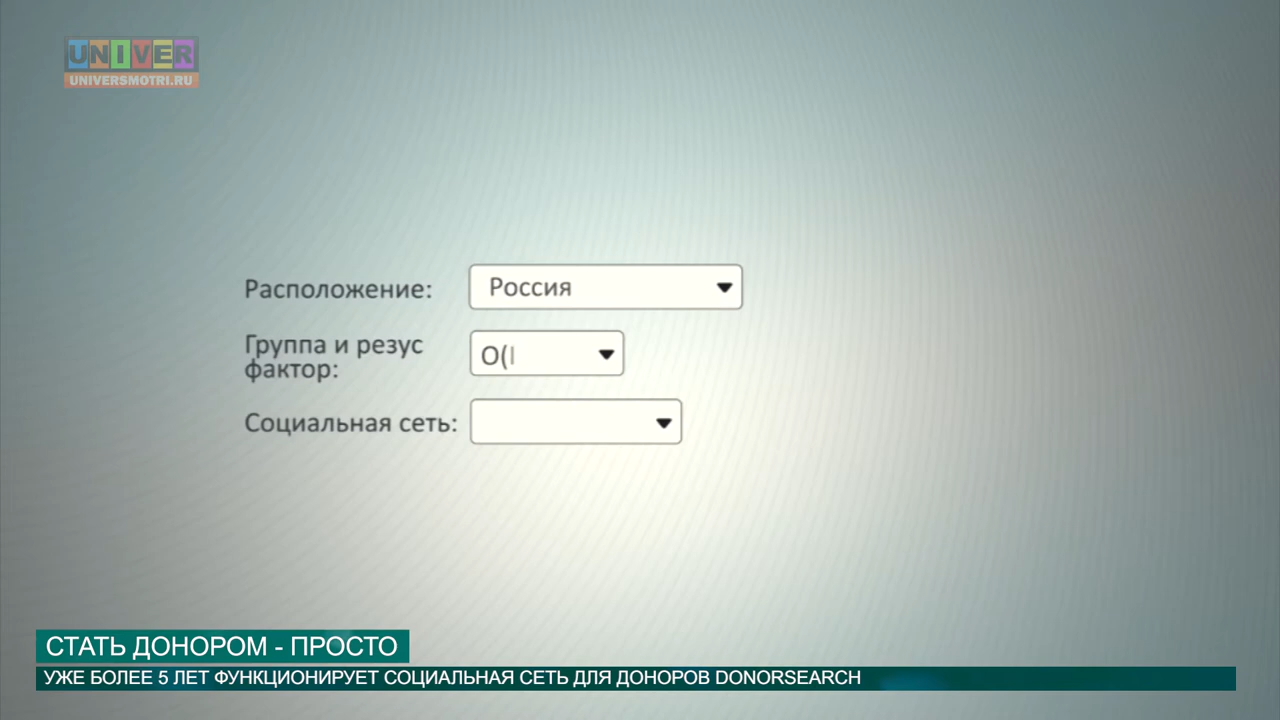 UNIVER
UNIVERSMOTRI.RU
Расположение:
Россия
Группа и резус
фактор:
O(I
Социальная сеть:
СТАТЬ ДОНОРОМ - ПРОСТО
УЖЕ БОЛЕЕ 5 ЛЕТ ФУНКЦИОНИРУЕТ СОЦИАЛЬНАЯ СЕТЬ ДЛЯ ДОНОРОВ DONORSEARCH